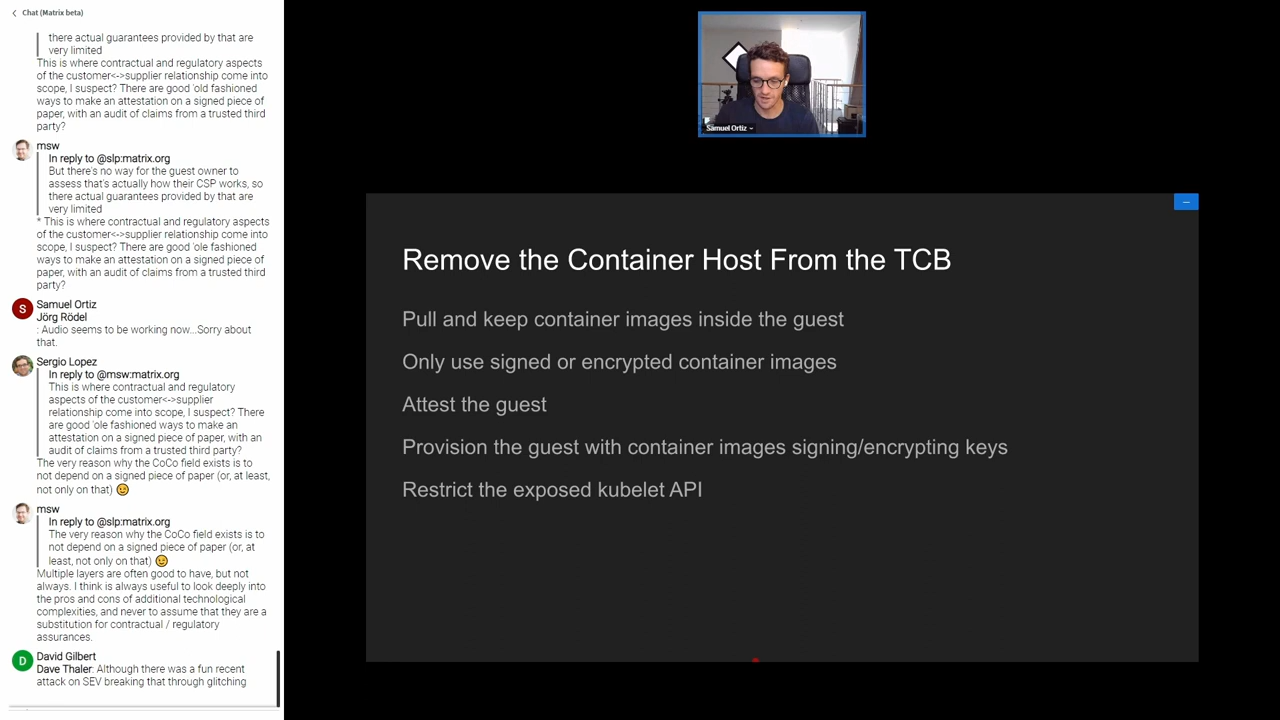 Chat (Matrix beta)
there actual guarantees provided by that are
very limited
This is where contractual and regulatory aspects
of the customer<->supplier relationship come into
scope, I suspect? There are good 'old fashioned
ways to make an attestation on a signed piece of
paper, with an audit of claims from a trusted third
party?
msw
In reply to @slp:matrix.org
But there's no way for the guest owner to
assess that's actually how their CSP works, so
there actual guarantees provided by that are
very limited
* This is where contractual and regulatory aspects
of the customer<->supplier relationship come into
scope, I suspect? There are good 'ole fashioned
ways to make an attestation on a signed piece of
paper, with an audit of claims from a trusted third
party?
S
Samuel Ortiz
Jörg Rödel
: Audio seems to be working now...Sorry about
that.
Sergio Lopez
In reply to @msw:matrix.org
This is where contractual and regulatory
aspects of the customer<->supplier
relationship come into scope, I suspect? There
are good 'ole fashioned ways to make an
attestation on a signed piece of paper, with an
audit of claims from a trusted third party?
The very reason why the CoCo field exists is to
not depend on a signed piece of paper (or, at least,
not only on that) 😉
msw
In reply to @slp:matrix.org
The very reason why the CoCo field exists is to
not depend on a signed piece of paper (or, at
least, not only on that) 😉
Multiple layers are often good to have, but not
always. I think is always useful to look deeply into
the pros and cons of additional technological
complexities, and never to assume that they are a
substitution for contractual / regulatory
assurances.
D
David Gilbert
Dave Thaler: Although there was a fun recent
attack on SEV breaking that through glitching
Samuel Ortiz
Remove the Container Host From the TCB
Pull and keep container images inside the guest
Only use signed or encrypted container images
Attest the guest
Provision the guest with container images signing/encrypting keys
Restrict the exposed kubelet API